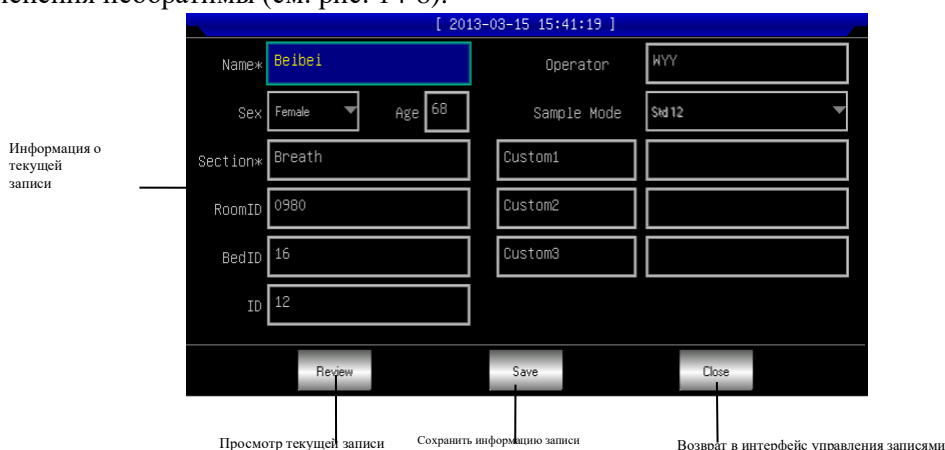 [ 2013-03-15 15:41:19 ]
Name* Beibei Operator WYY
Sex Female Age 68 Sample Mode Std12
Информация о
текущей
записи
Section* Breath Custom1
RoomID 0980 Custom2
BedID 16 Custom3
ID 12
Review Save Close
Просмотр текущей записи Сохранить информацию записи Возврат в интерфейс управления записями